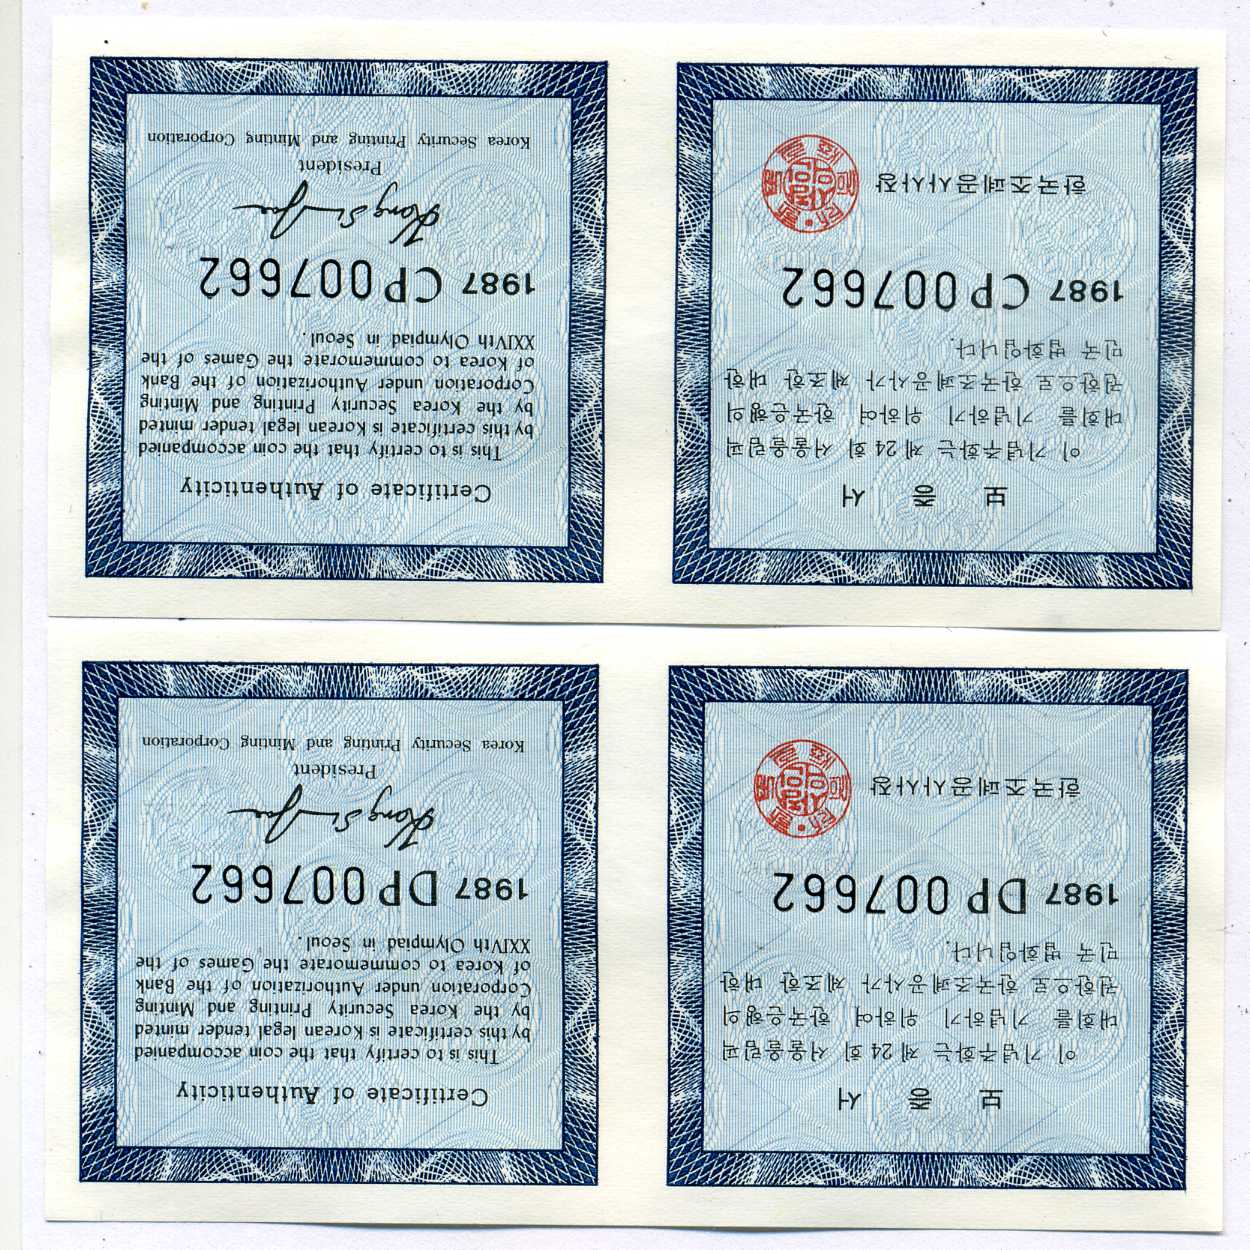 보 증 서
이 기념주화는 제 24 회 서울올림픽
대회를 기념하기 위하여 한국은행의
권한으로 한국조폐공사가 제조한 대한
민국 법화입니다.
1987 DP 007662
한국조폐공사사장
Certificate of Authenticity
This is to certify that the coin accompanied
by this certificate is Korean legal tender minted
by the Korea Security Printing and Minting
Corporation under Authorization of the Bank
of Korea to commemorate the Games of the
XXIVth Olympiad in Seoul.
1987 DP 007662
President
Korea Security Printing and Minting Corporation
보 증 서
이 기념주화는 제 24 회 서울올림픽
대회를 기념하기 위하여 한국은행의
권한으로 한국조폐공사가 제조한 대한
민국 법화입니다.
1987 CP 007662
한국조폐공사사장
Certificate of Authenticity
This is to certify that the coin accompanied
by this certificate is Korean legal tender minted
by the Korea Security Printing and Minting
Corporation under Authorization of the Bank
of Korea to commemorate the Games of the
XXIVth Olympiad in Seoul.
1987 CP 007662
President
Korea Security Printing and Minting Corporation